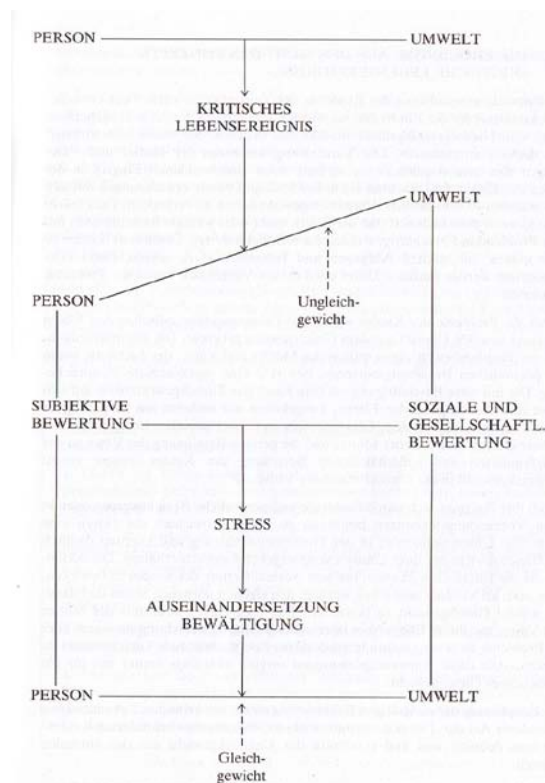 PERSON UMWELT
KRITISCHES
LEBENSEREIGNIS
UMWELT
PERSON
Ungleich-
gewicht
SUBJEKTIVE
BEWERTUNG
SOZIALE UND
GESELLSCHAFTL.
BEWERTUNG
STRESS
AUSEINANDERSETZUNG
BEWÄLTIGUNG
PERSON UMWELT
Gleich-
gewicht